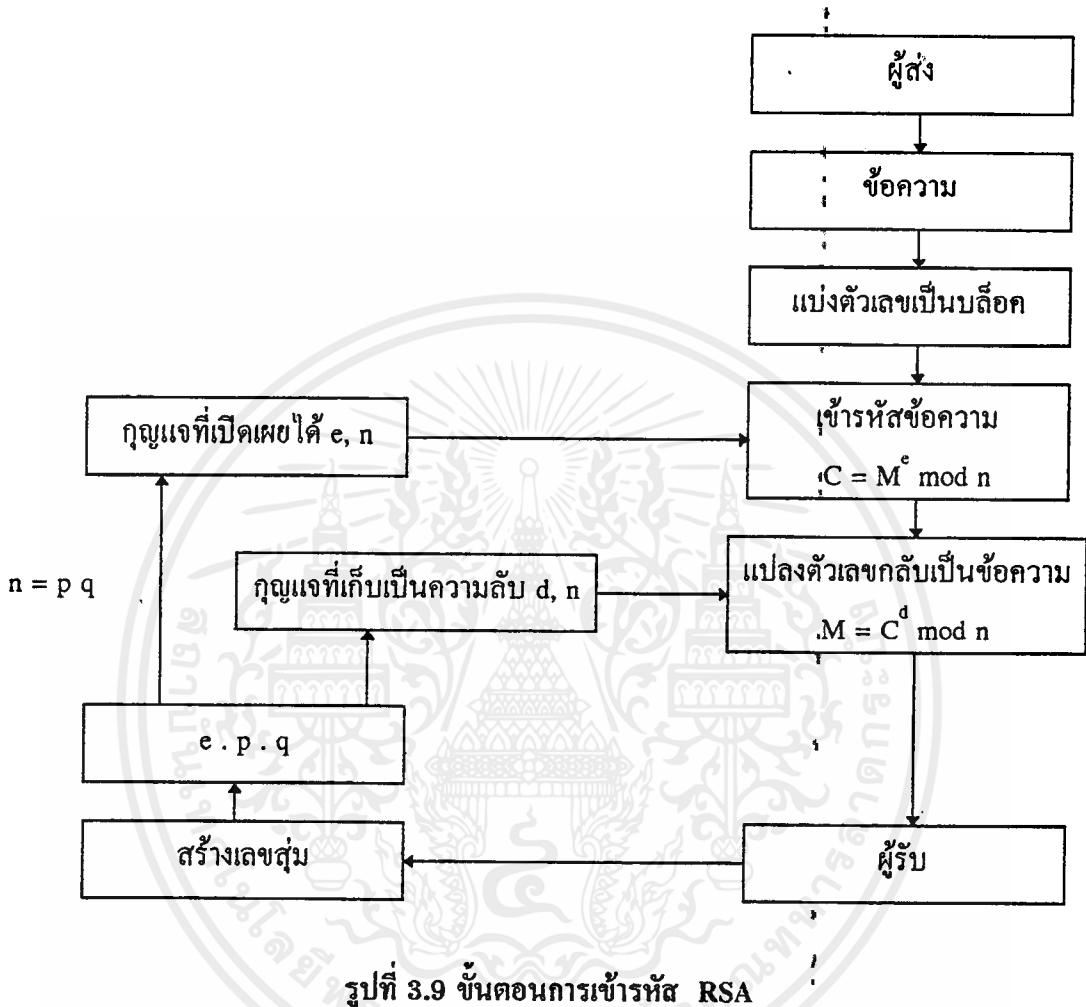 ผู้ส่ง
ข้อความ
แบ่งตัวเลขเป็นบล็อค
กุญแจที่เปิดเผยได้ e, n
เข้ารหัสข้อความ
C = M^e mod n
n = p q
กุญแจที่เก็บเป็นความลับ d, n
แปลงตัวเลขกลับเป็นข้อความ
M = C^d mod n
e . p . q
สร้างเลขสุ่ม
ผู้รับ
รูปที่ 3.9 ขั้นตอนการเข้ารหัส RSA